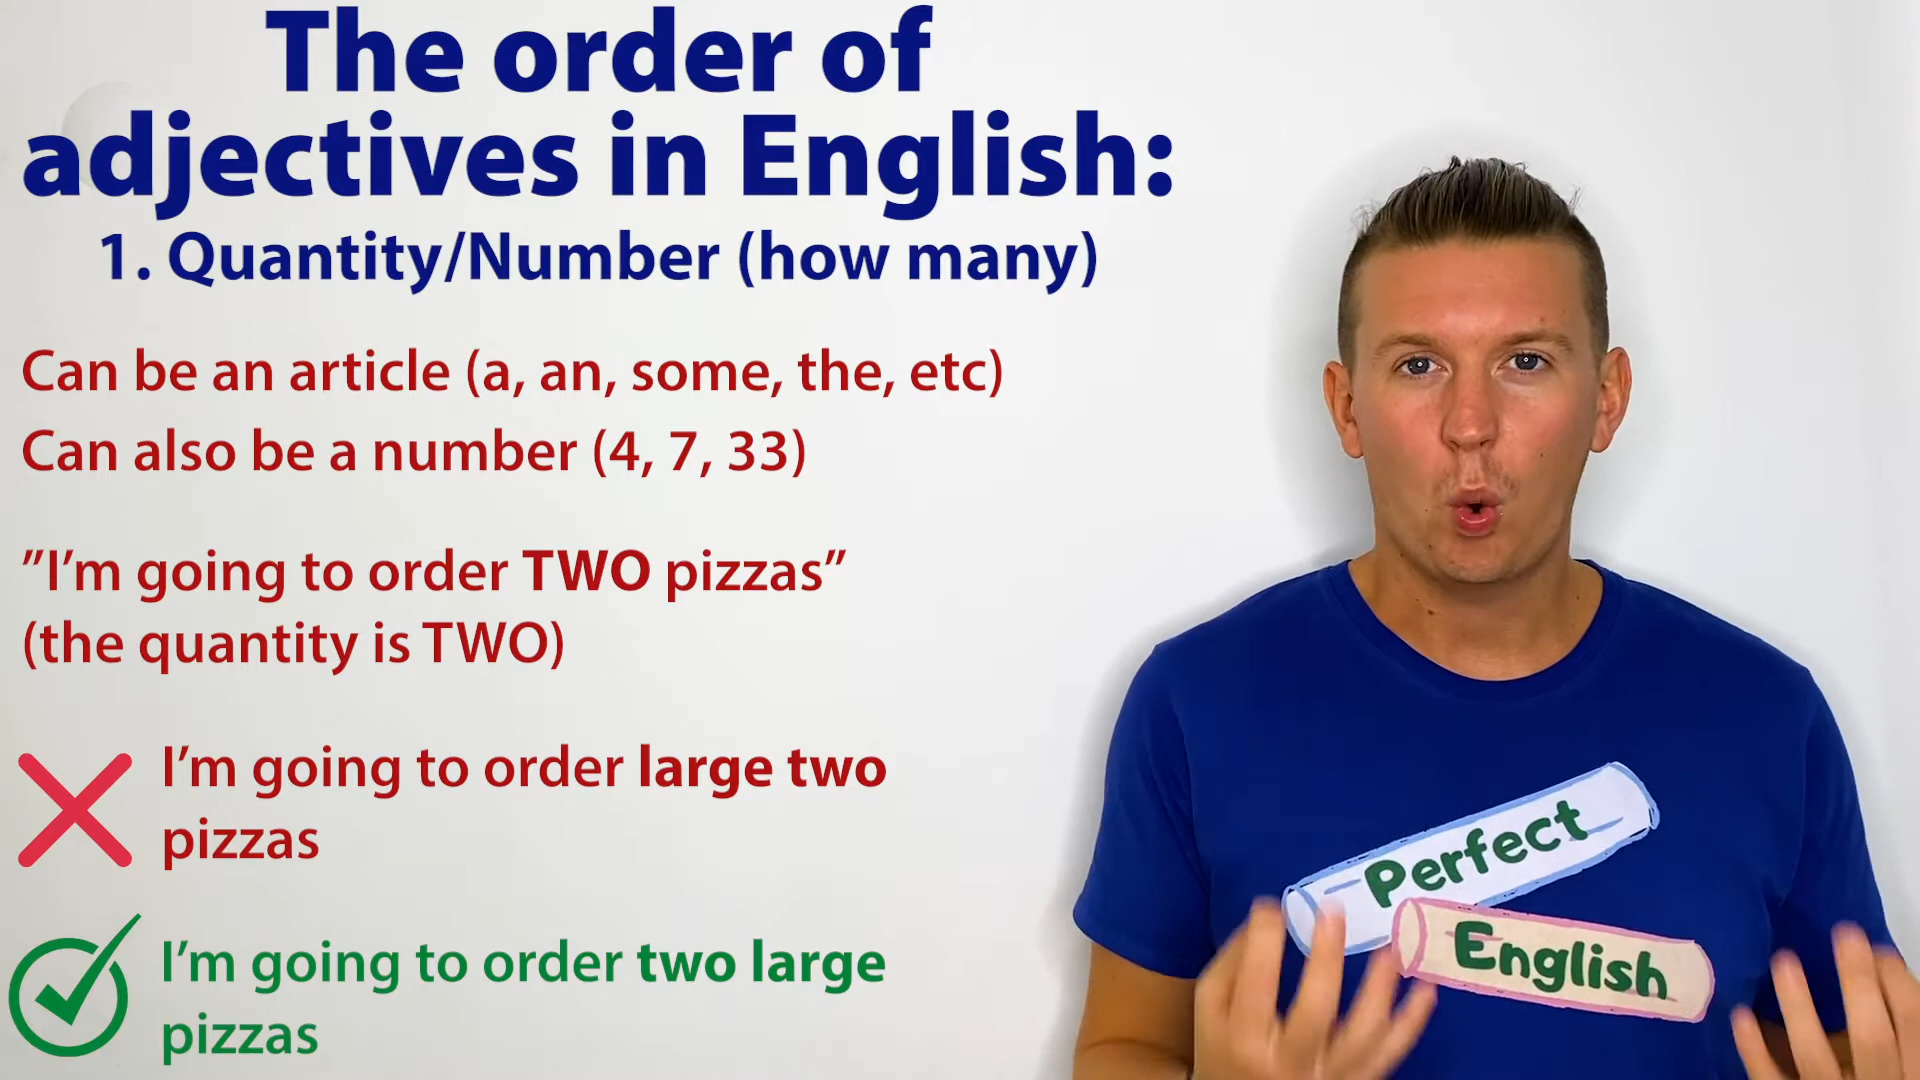 The order of
adjectives in English:
1. Quantity/Number (how many)
Can be an article (a, an, some, the, etc)
Can also be a number (4, 7, 33)
”I’m going to order TWO pizzas”
(the quantity is TWO)
I’m going to order large two
pizzas
I’m going to order two large
pizzas
Perfect
English